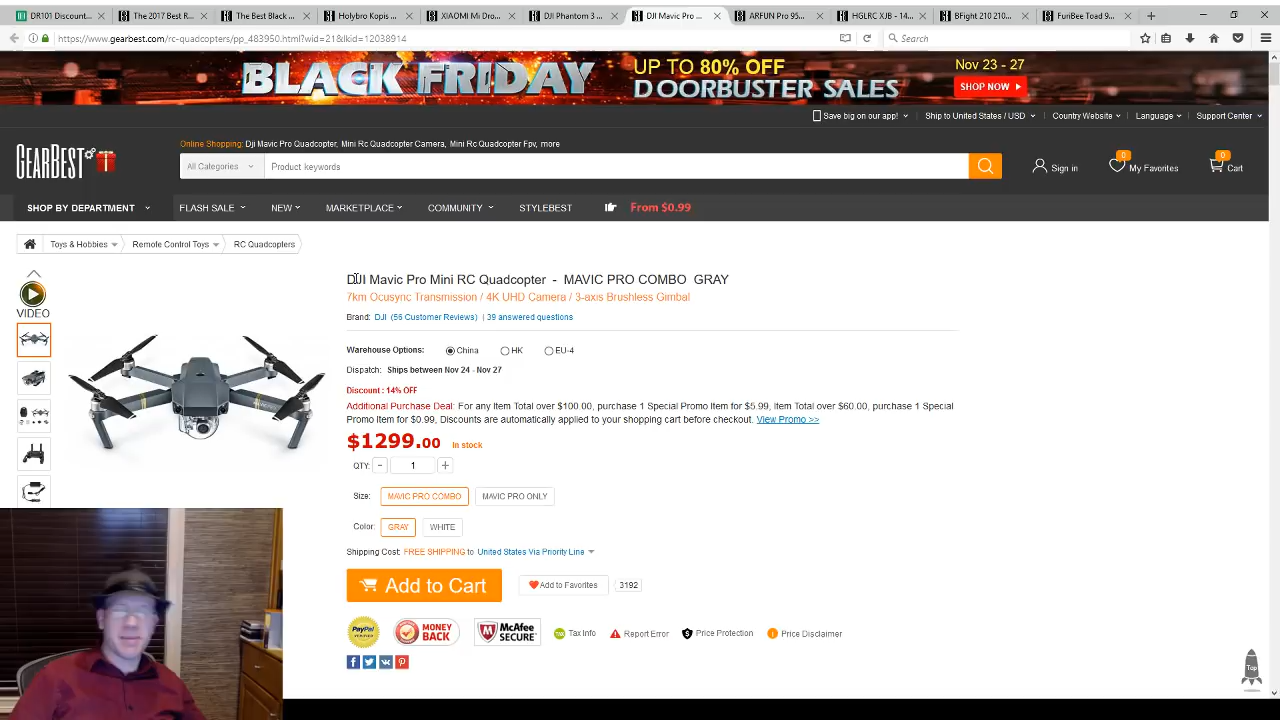 DR101 Discount...
The 2017 Best R...
The Best Black ...
Holybro Kopis ...
XIAOMI Mi Dro...
DJI Phantom 3 ...
DJI Mavic Pro ...
ARFUN Pro 95...
HGLRC XJB - 14...
BFight 210 210...
FuriBee Toad 9...
https://www.gearbest.com/rc-quadcopters/pp_483950.html?wid=21&lkid=12038914
Search
BLACK FRIDAY
UP TO 80% OFF
DOORBUSTER SALES
Nov 23 - 27
SHOP NOW
Save big on our app!
Ship to United States / USD
Country Website
Language
Support Center
GEARBEST
Online Shopping: Dji Mavic Pro Quadcopter, Mini Rc Quadcopter Camera, Mini Rc Quadcopter Fpv, more
All Categories
Product keywords
Sign in
0
My Favorites
0
Cart
SHOP BY DEPARTMENT
FLASH SALE
NEW
MARKETPLACE
COMMUNITY
STYLEBEST
From $0.99
Toys & Hobbies
Remote Control Toys
RC Quadcopters
VIDEO
DJI Mavic Pro Mini RC Quadcopter - MAVIC PRO COMBO GRAY
7km Ocusync Transmission / 4K UHD Camera / 3-axis Brushless Gimbal
Brand: DJI (56 Customer Reviews) | 39 answered questions
Warehouse Options: China HK EU-4
Dispatch: Ships between Nov 24 - Nov 27
Discount : 14% OFF
Additional Purchase Deal: For any Item Total over $100.00, purchase 1 Special Promo Item for $5.99, Item Total over $60.00, purchase 1 Special
Promo Item for $0.99, Discounts are automatically applied to your shopping cart before checkout. View Promo >>
$1299.00 In stock
QTY: - 1 +
Size: MAVIC PRO COMBO MAVIC PRO ONLY
Color: GRAY WHITE
Shipping Cost: FREE SHIPPING to United States Via Priority Line
Add to Cart
Add to Favorites
3192
PayPal
VERIFIED
MONEY
BACK
McAfee
SECURE
TAX
Tax Info
Report Error
Price Protection
Price Disclaimer
Top